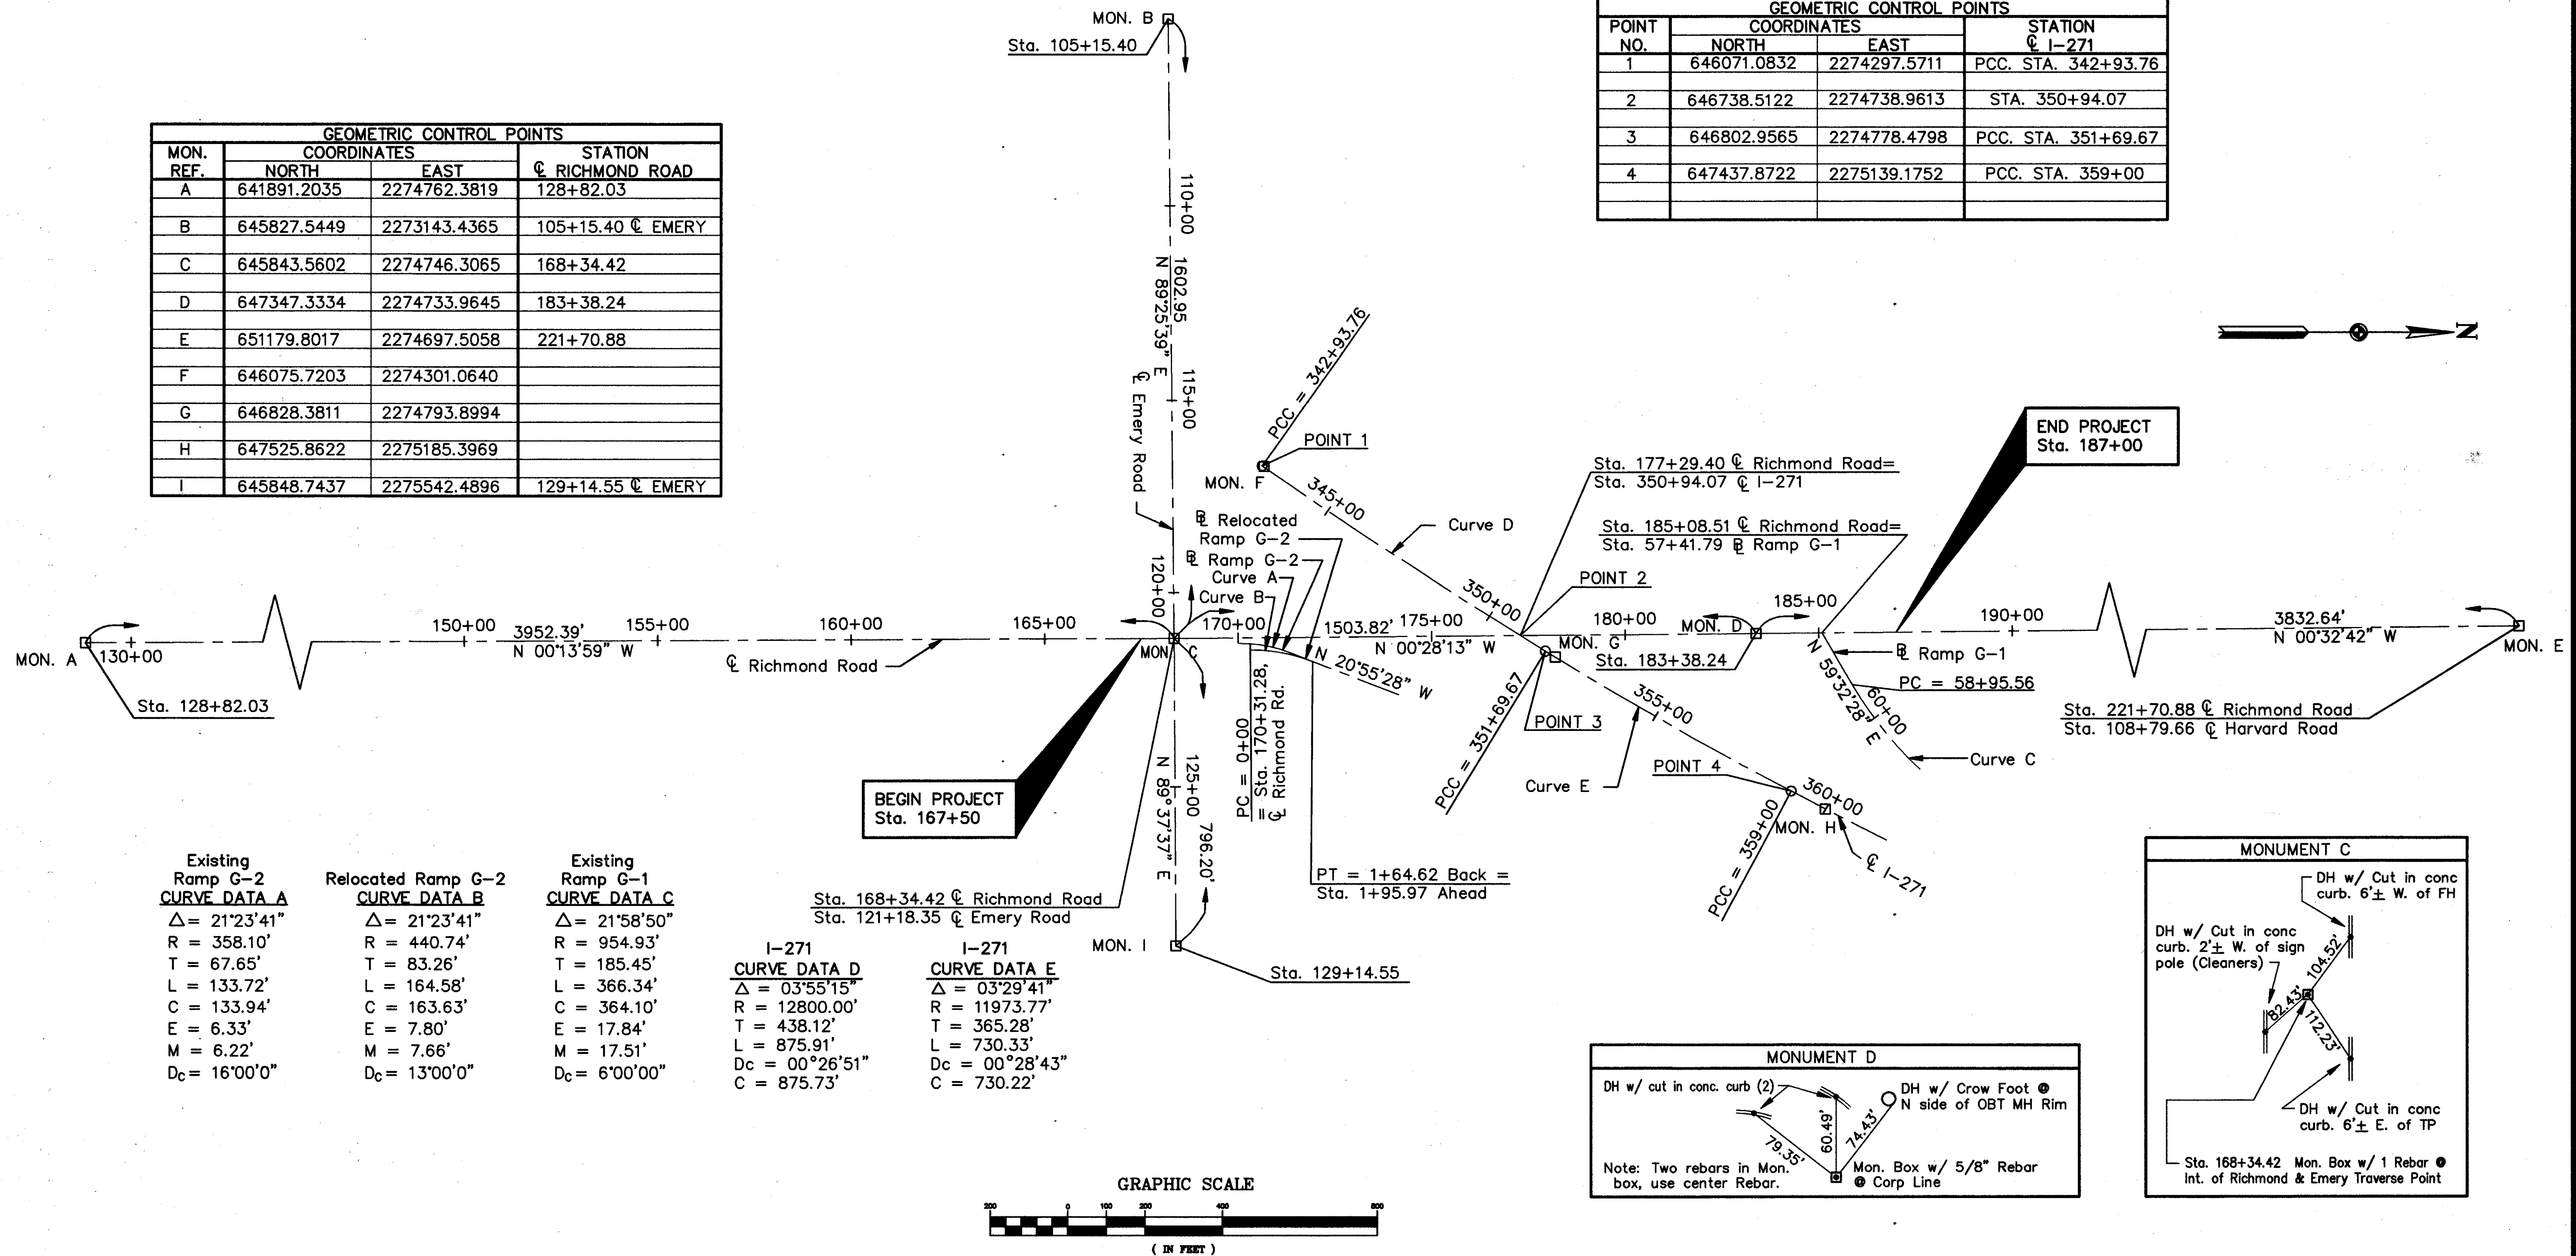 MON. B
Sta. 105+15.40
GEOMETRIC CONTROL POINTS
POINT NO. COORDINATES STATION
NORTH EAST ℄ I-271
1 646071.0832 2274297.5711 PCC. STA. 342+93.76
2 646738.5122 2274738.9613 STA. 350+94.07
3 646802.9565 2274778.4798 PCC. STA. 351+69.67
4 647437.8722 2275139.1752 PCC. STA. 359+00
GEOMETRIC CONTROL POINTS
MON. COORDINATES STATION
REF. NORTH EAST ℄ RICHMOND ROAD
A 641891.2035 2274762.3819 128+82.03
B 645827.5449 2273143.4365 105+15.40 ℄ EMERY
C 645843.5602 2274746.3065 168+34.42
D 647347.3334 2274733.9645 183+38.24
E 651179.8017 2274697.5058 221+70.88
F 646075.7203 2274301.0640
G 646828.3811 2274793.8994
H 647525.8622 2275185.3969
I 645848.7437 2275542.4896 129+14.55 ℄ EMERY
110+00
1602.95
N 89°25'39" E
115+00
℄ Emery Road
120+00
N
PCC = 342+93.76
POINT 1
MON. F
345+00
Curve D
350+00
Sta. 177+29.40 ℄ Richmond Road=
Sta. 350+94.07 ℄ I-271
Sta. 185+08.51 ℄ Richmond Road=
Sta. 57+41.79 BL Ramp G-1
END PROJECT
Sta. 187+00
BL Relocated
Ramp G-2
BL Ramp G-2
Curve A
Curve B
POINT 2
MON. A
130+00
Sta. 128+82.03
150+00
3952.39'
N 00°13'59" W
155+00
160+00
℄ Richmond Road
165+00
MON. C
170+00
1503.82'
N 00°28'13" W
175+00
N 20°55'28" W
180+00
MON. D
MON. G
Sta. 183+38.24
185+00
190+00
BL Ramp G-1
PC = 58+95.56
N 59°32'28" E
60+00
Curve C
3832.64'
N 00°32'42" W
MON. E
Sta. 221+70.88 ℄ Richmond Road
Sta. 108+79.66 ℄ Harvard Road
PCC = 351+69.67
POINT 3
355+00
Curve E
POINT 4
360+00
MON. H
PCC = 359+00
℄ I-271
BEGIN PROJECT
Sta. 167+50
125+00
N 89°37'37" E
796.20'
PC = 0+00
= Sta. 170+31.28,
℄ Richmond Rd.
PT = 1+64.62 Back =
Sta. 1+95.97 Ahead
Sta. 168+34.42 ℄ Richmond Road
Sta. 121+18.35 ℄ Emery Road
MON. I
Sta. 129+14.55
Existing
Ramp G-2
CURVE DATA A
Δ= 21°23'41"
R = 358.10'
T = 67.65'
L = 133.72'
C = 133.94'
E = 6.33'
M = 6.22'
Dc= 16°00'0"
Relocated Ramp G-2
CURVE DATA B
Δ= 21°23'41"
R = 440.74'
T = 83.26'
L = 164.58'
C = 163.63'
E = 7.80'
M = 7.66'
Dc= 13°00'0"
Existing
Ramp G-1
CURVE DATA C
Δ= 21°58'50"
R = 954.93'
T = 185.45'
L = 366.34'
C = 364.10'
E = 17.84'
M = 17.51'
Dc= 6°00'00"
I-271
CURVE DATA D
Δ = 03°55'15"
R = 12800.00'
T = 438.12'
L = 875.91'
Dc = 00°26'51"
C = 875.73'
I-271
CURVE DATA E
Δ = 03°29'41"
R = 11973.77'
T = 365.28'
L = 730.33'
Dc = 00°28'43"
C = 730.22'
MONUMENT D
DH w/ cut in conc. curb (2)
DH w/ Crow Foot @
N side of OBT MH Rim
79.35'
60.49'
74.43'
Note: Two rebars in Mon.
box, use center Rebar.
Mon. Box w/ 5/8" Rebar
@ Corp Line
MONUMENT C
DH w/ Cut in conc
curb. 6'± W. of FH
DH w/ Cut in conc
curb. 2'± W. of sign
pole (Cleaners)
104.52'
82.43'
112.23'
DH w/ Cut in conc
curb. 6'± E. of TP
Sta. 168+34.42 Mon. Box w/ 1 Rebar @
Int. of Richmond & Emery Traverse Point
GRAPHIC SCALE
200 0 100 200 400 800
( IN FEET )